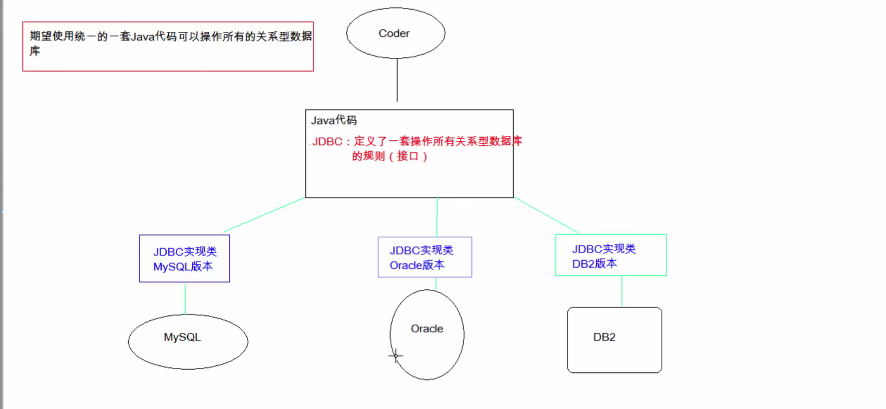 期望使用统一的一套Java代码可以操作所有的关系型数据
库
Coder
Java代码
JDBC：定义了一套操作所有关系型数据库
的规则（接口）
JDBC实现类
MySQL版本
JDBC实现类
Oracle版本
JDBC实现类
DB2版本
MySQL
Oracle
DB2